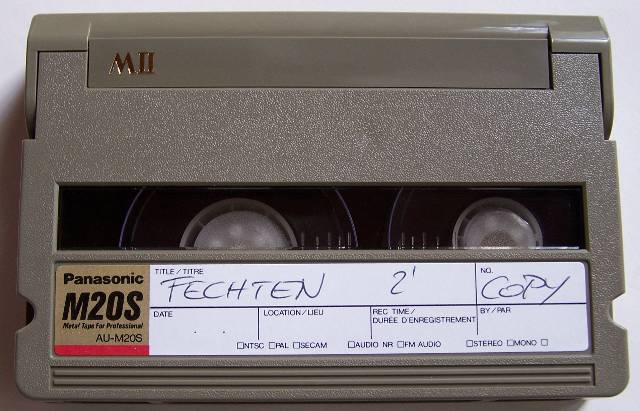 MII
Panasonic
M20S
Metal Tape For Professional
AU-M20S
TITLE / TITRE
FECHTEN 2'
NO.
COPY
DATE
LOCATION / LIEU
REC TIME /
DURÉE D'ENREGISTREMENT
BY / PAR
□NTSC □PAL □SECAM □AUDIO NR □FM AUDIO □STEREO □MONO □